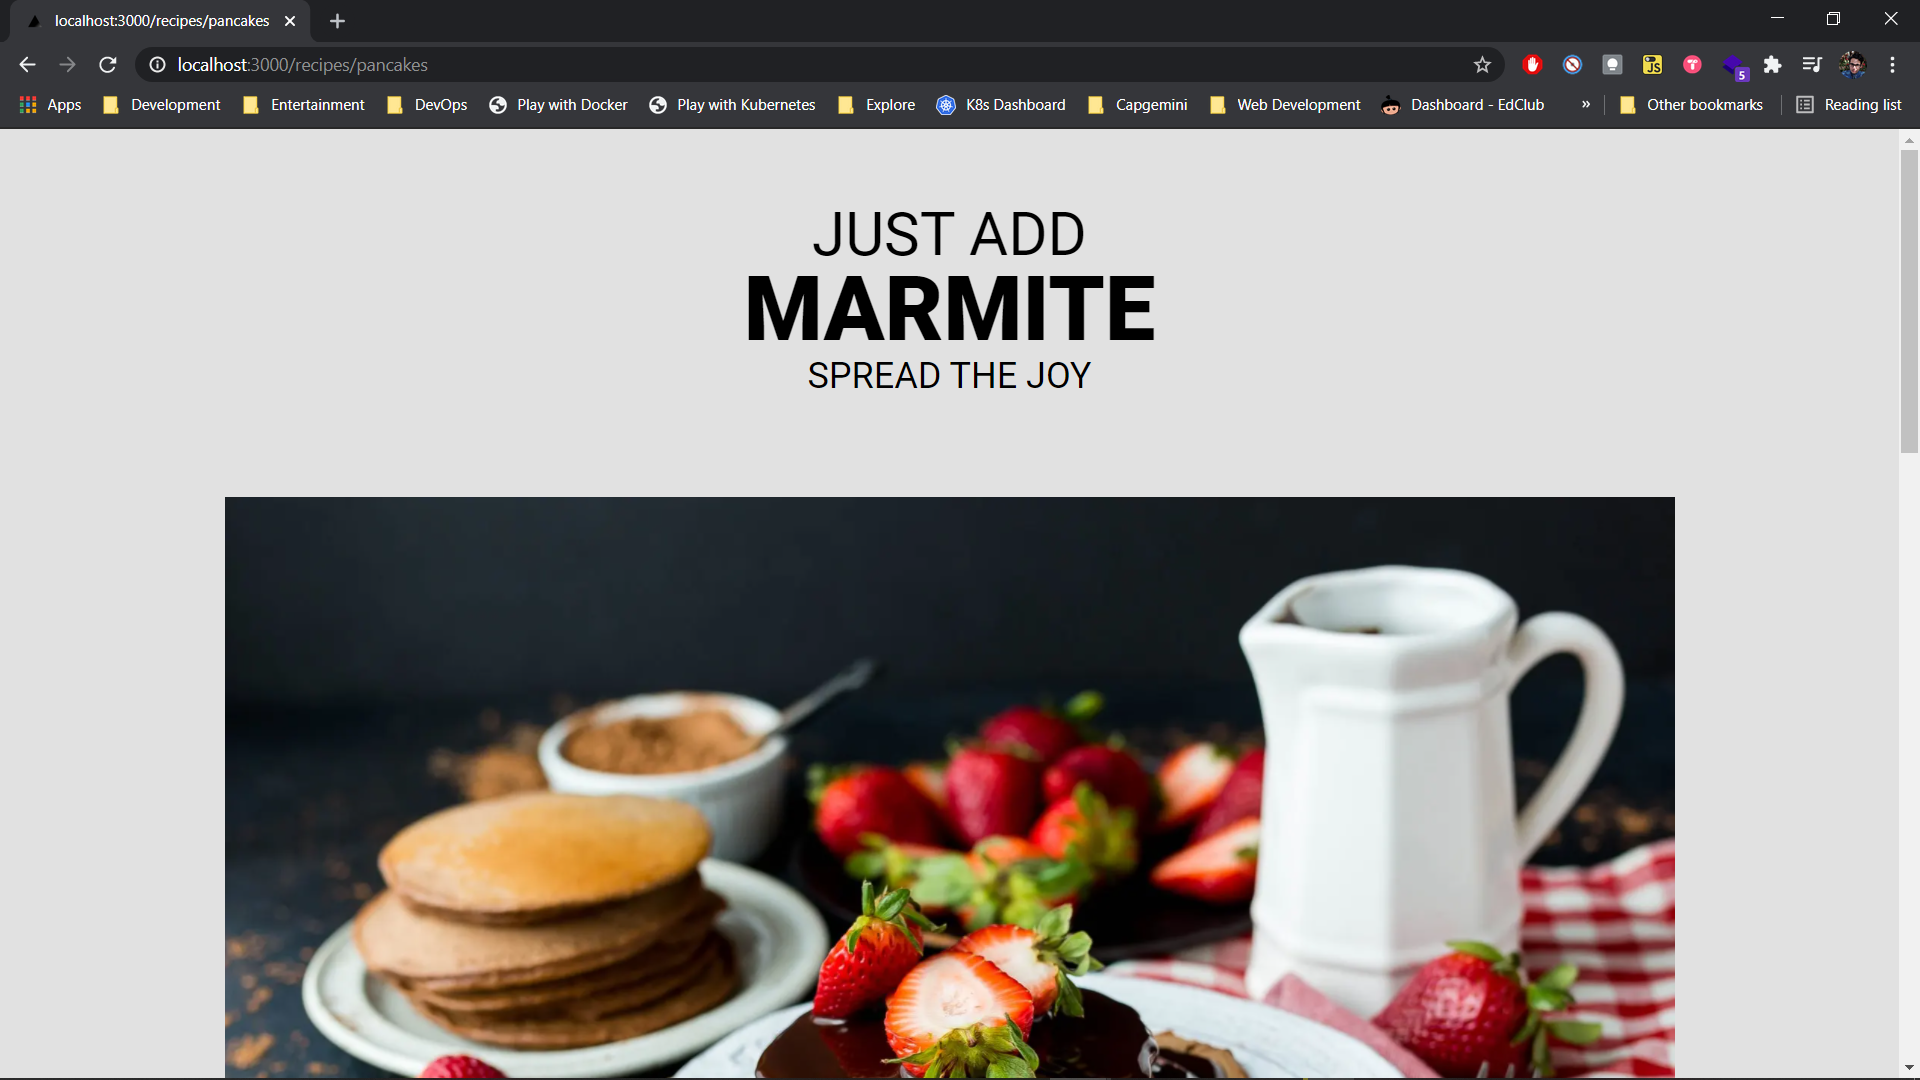 localhost:3000/recipes/pancakes
localhost:3000/recipes/pancakes
5
Apps Development Entertainment DevOps Play with Docker Play with Kubernetes Explore K8s Dashboard Capgemini Web Development Dashboard - EdClub » Other bookmarks Reading list
JUST ADD
MARMITE
SPREAD THE JOY